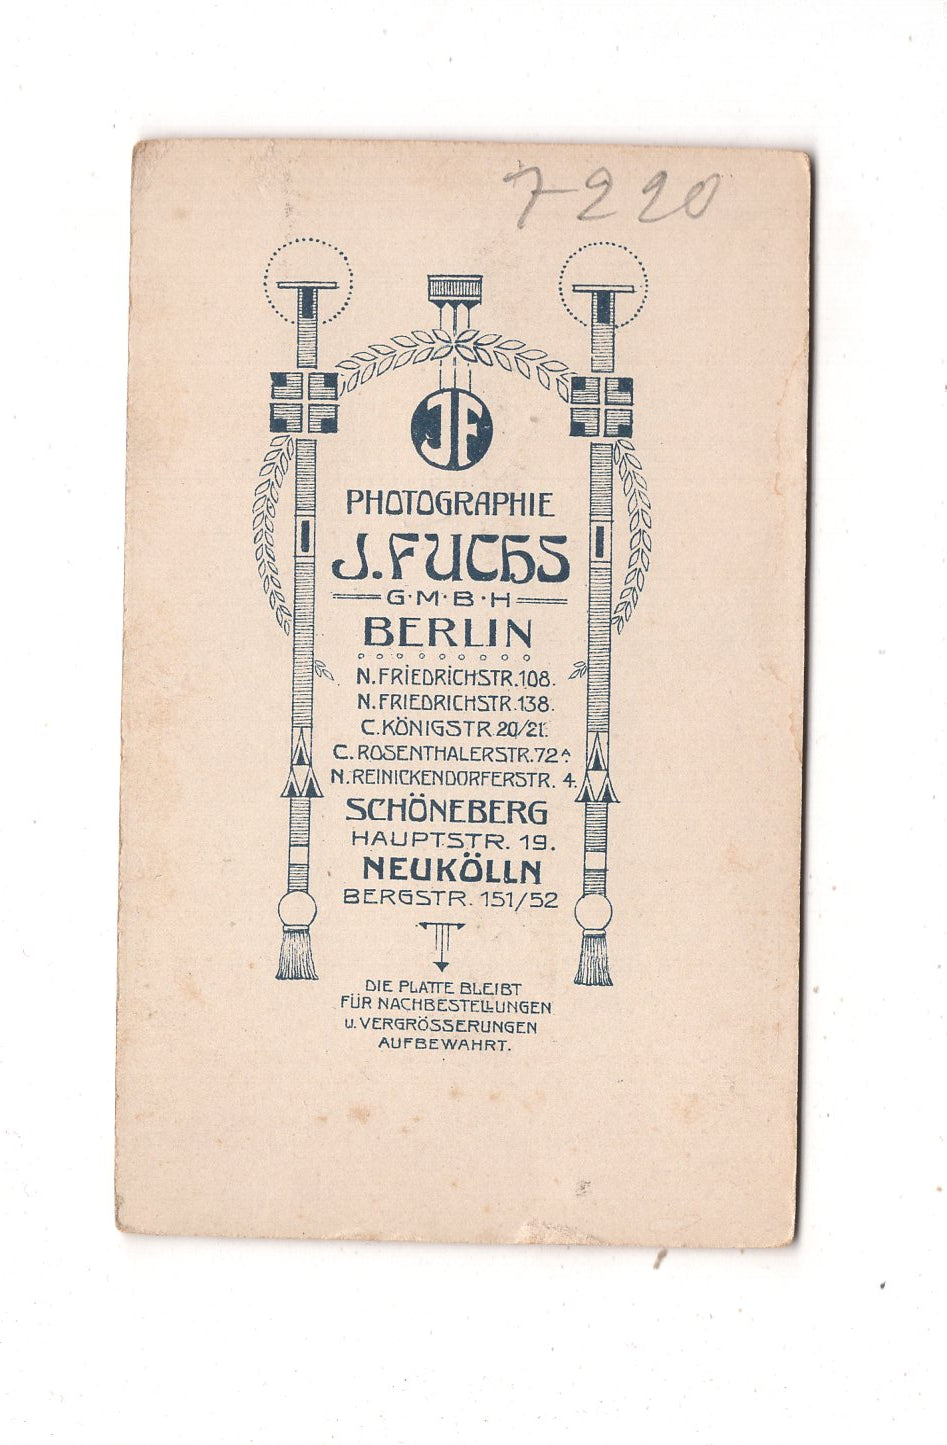 7220
JF
PHOTOGRAPHIE
J. FUCHS
G·M·B·H
BERLIN
N. FRIEDRICHSTR. 108.
N. FRIEDRICHSTR. 138.
C. KÖNIGSTR. 20/21.
C. ROSENTHALERSTR. 72ᴬ
N. REINICKENDORFERSTR. 4.
SCHÖNEBERG
HAUPTSTR. 19.
NEUKÖLLN
BERGSTR. 151/52
DIE PLATTE BLEIBT
FÜR NACHBESTELLUNGEN
U. VERGRÖSSERUNGEN
AUFBEWAHRT.